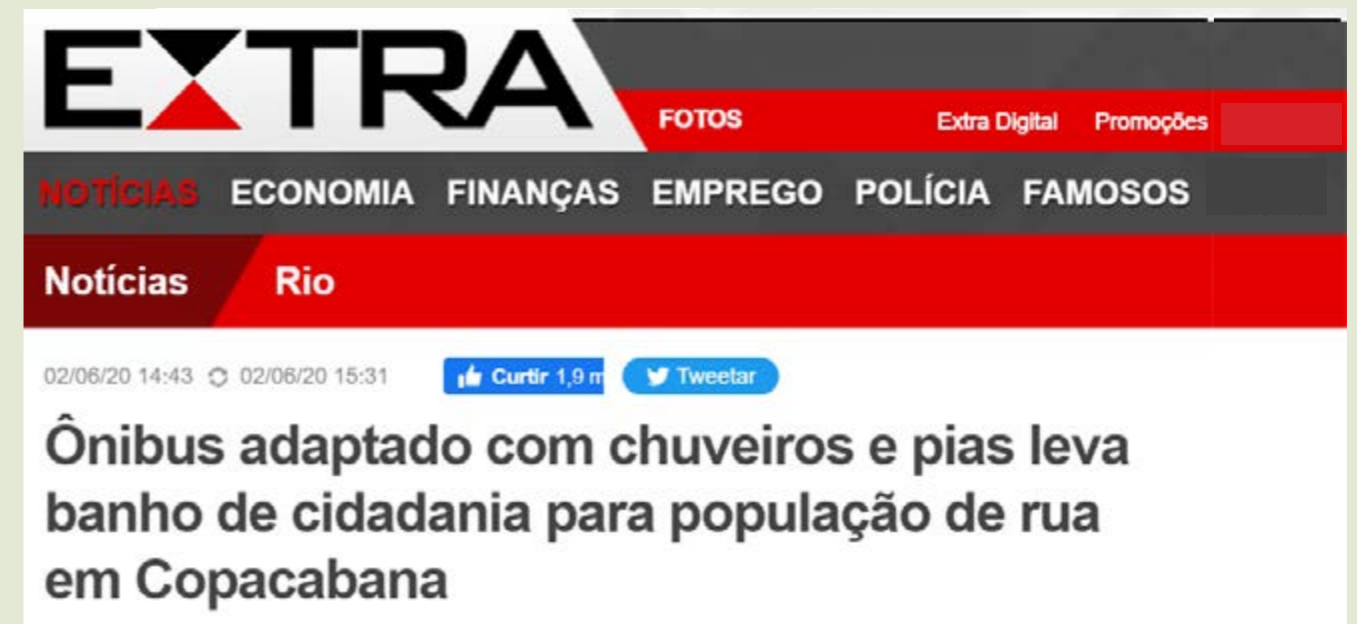 EXTRA
FOTOS Extra Digital Promoções
NOTÍCIAS ECONOMIA FINANÇAS EMPREGO POLÍCIA FAMOSOS
Notícias Rio
02/06/20 14:43 02/06/20 15:31 Curtir 1,9 m Tweetar
Ônibus adaptado com chuveiros e pias leva
banho de cidadania para população de rua
em Copacabana